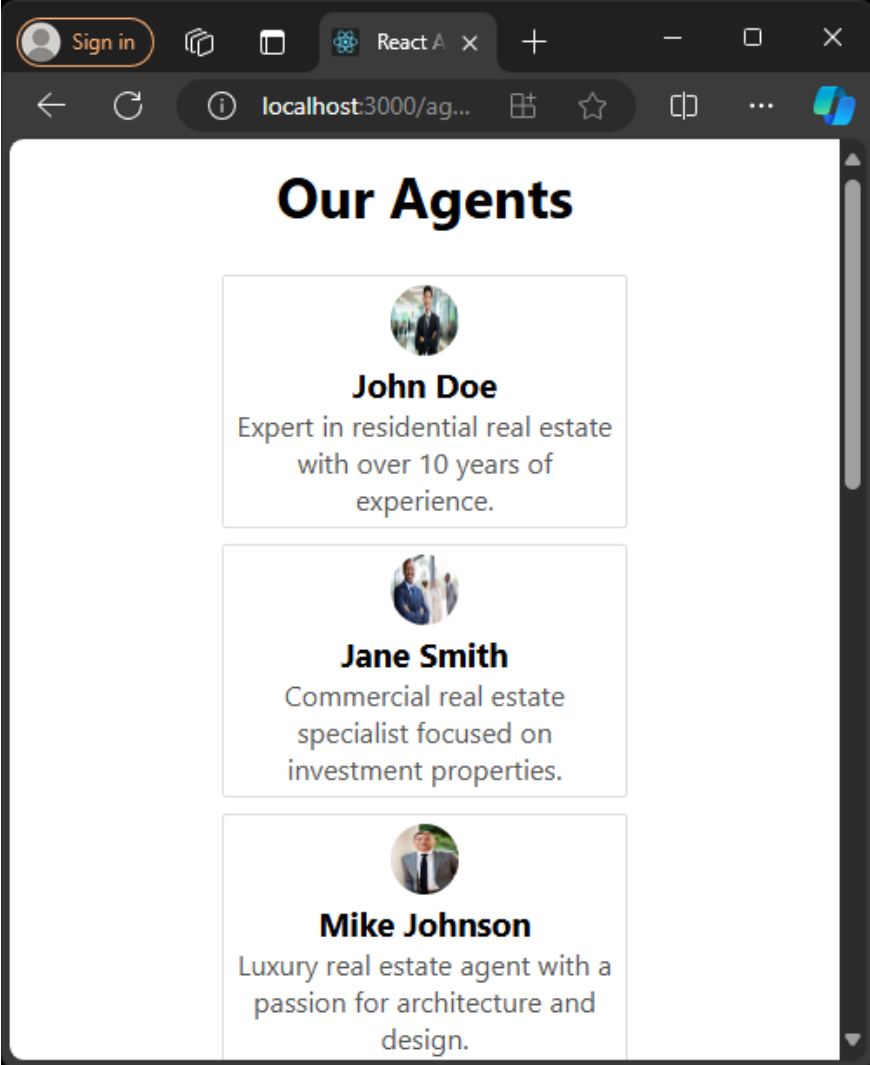 Sign in
React A
localhost:3000/ag...
Our Agents
John Doe
Expert in residential real estate
with over 10 years of
experience.
Jane Smith
Commercial real estate
specialist focused on
investment properties.
Mike Johnson
Luxury real estate agent with a
passion for architecture and
design.